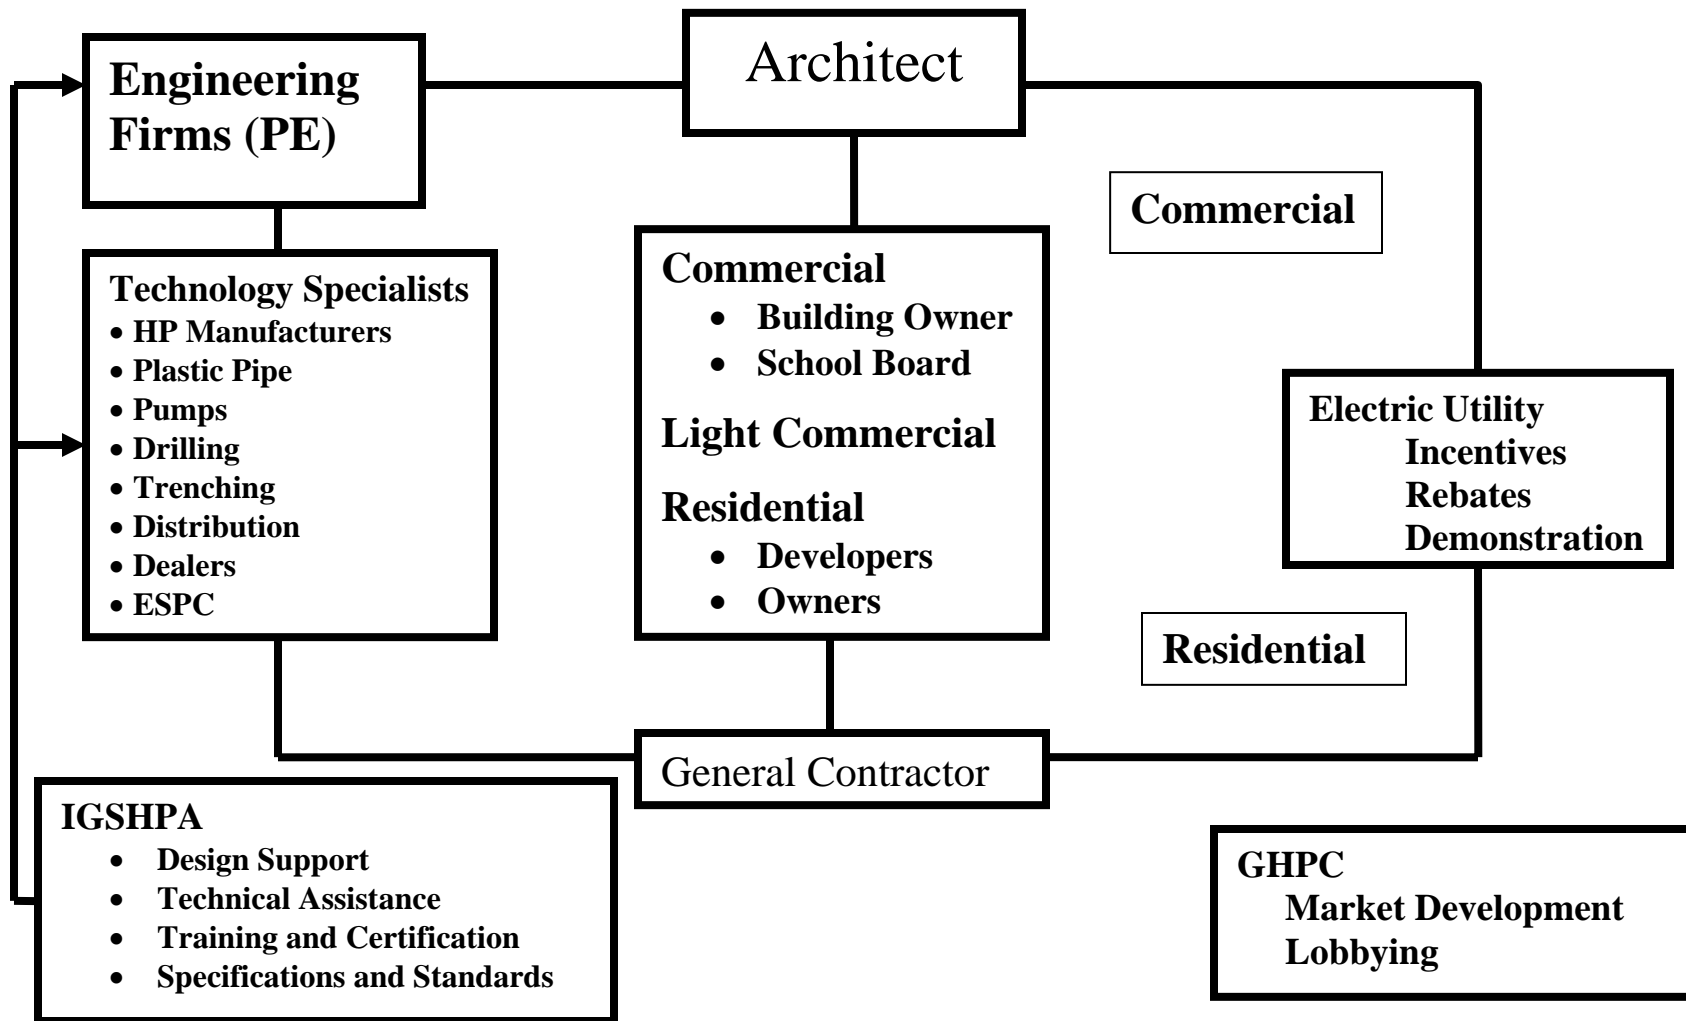 Engineering
Firms (PE)
Architect
Commercial
Technology Specialists
• HP Manufacturers
• Plastic Pipe
• Pumps
• Drilling
• Trenching
• Distribution
• Dealers
• ESPC
Commercial
• Building Owner
• School Board
Light Commercial
Residential
• Developers
• Owners
Electric Utility
Incentives
Rebates
Demonstration
Residential
General Contractor
IGSHPA
• Design Support
• Technical Assistance
• Training and Certification
• Specifications and Standards
GHPC
Market Development
Lobbying